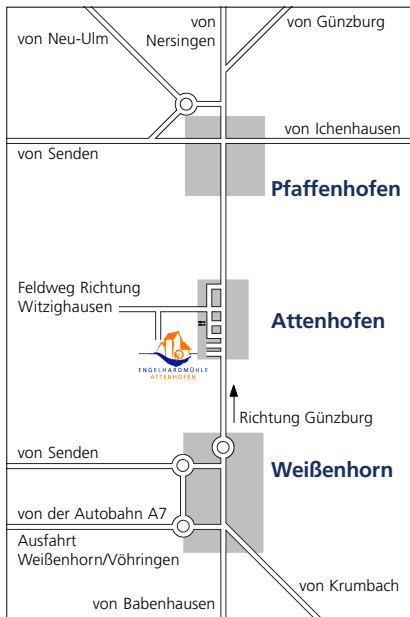 von
Nersingen
von Günzburg
von Neu-Ulm
von Ichenhausen
von Senden
Pfaffenhofen
Feldweg Richtung
Witzighausen
Attenhofen
ENGELHARDMÜHLE
ATTENHOFEN
Richtung Günzburg
von Senden
Weißenhorn
von der Autobahn A7
Ausfahrt
Weißenhorn/Vöhringen
von Krumbach
von Babenhausen